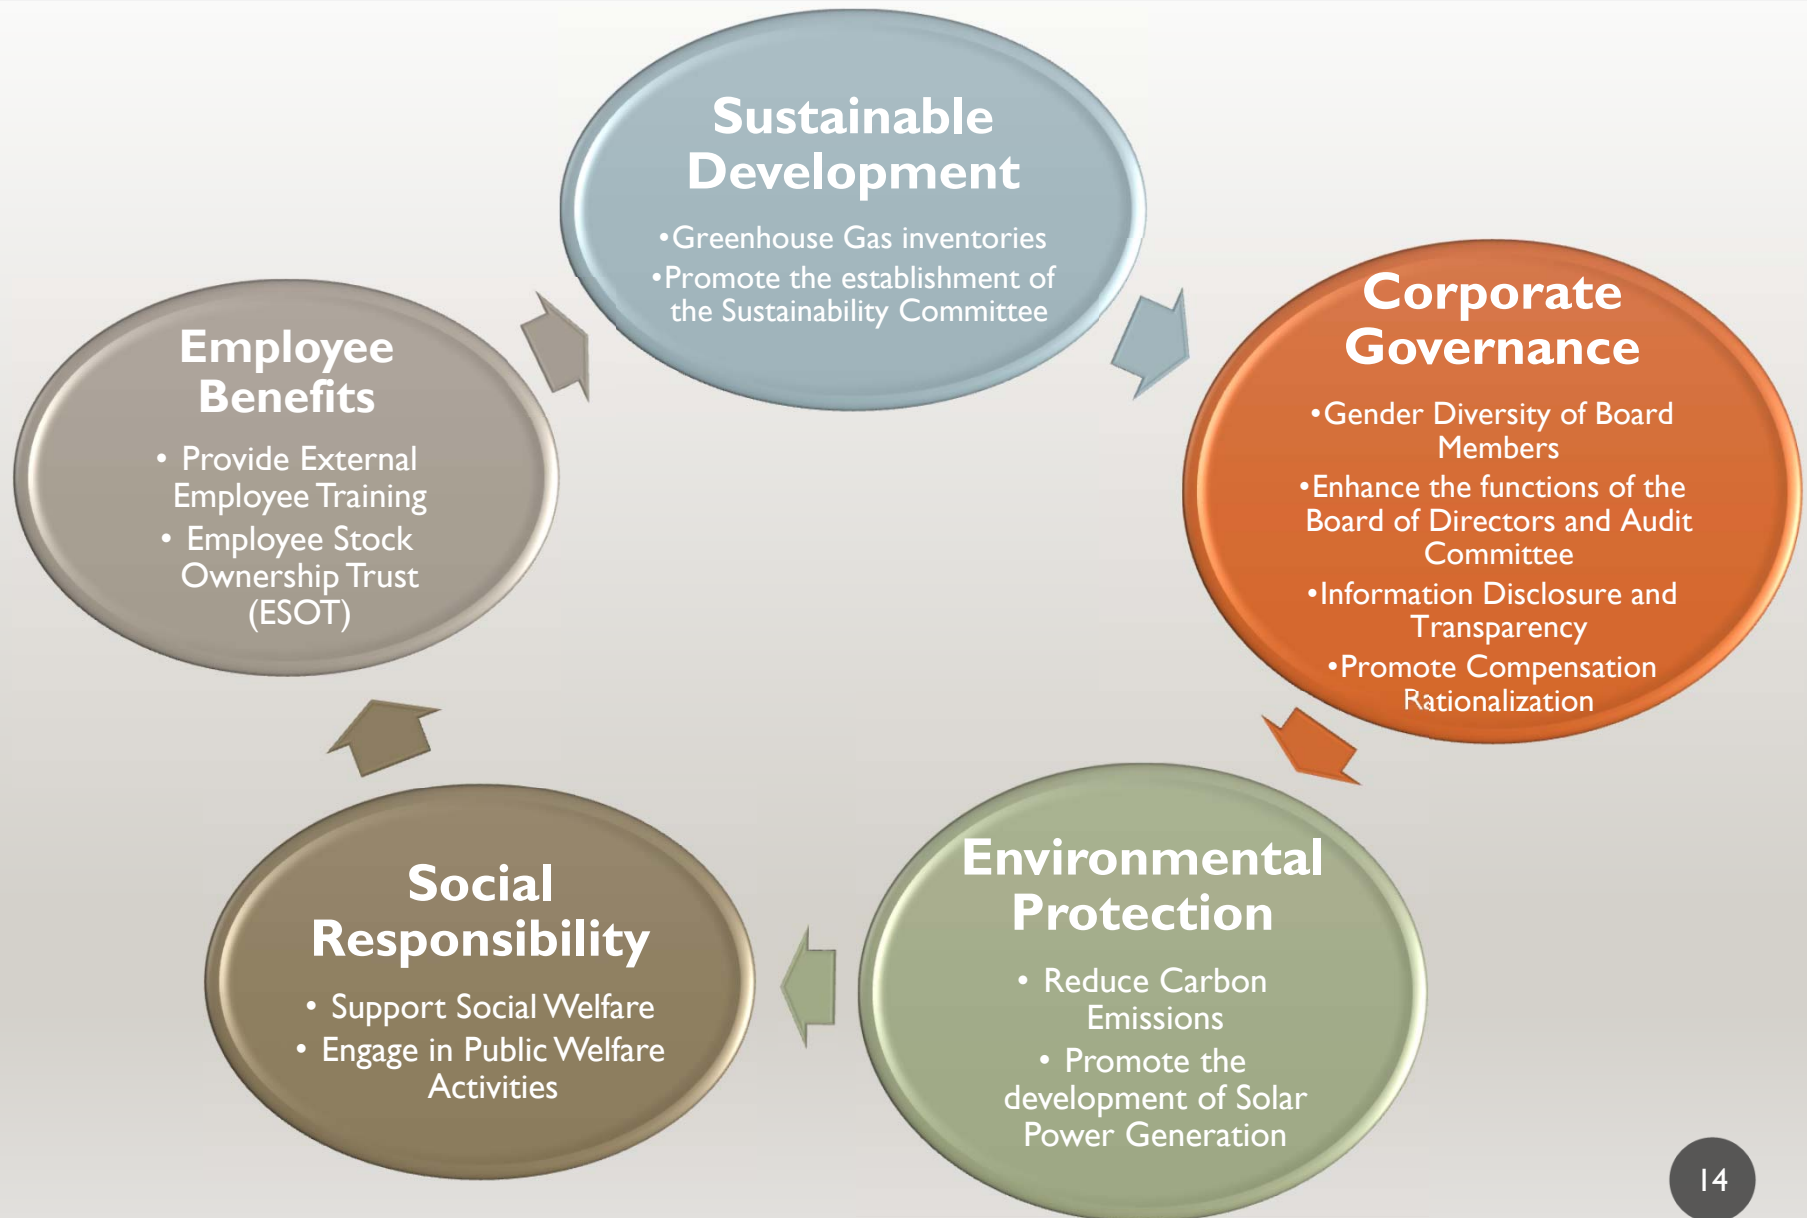 Sustainable
Development
•Greenhouse Gas inventories
•Promote the establishment of
the Sustainability Committee
Corporate
Governance
•Gender Diversity of Board
Members
•Enhance the functions of the
Board of Directors and Audit
Committee
•Information Disclosure and
Transparency
•Promote Compensation
Rationalization
Environmental
Protection
• Reduce Carbon
Emissions
• Promote the
development of Solar
Power Generation
Social
Responsibility
• Support Social Welfare
• Engage in Public Welfare
Activities
Employee
Benefits
• Provide External
Employee Training
• Employee Stock
Ownership Trust
(ESOT)
14